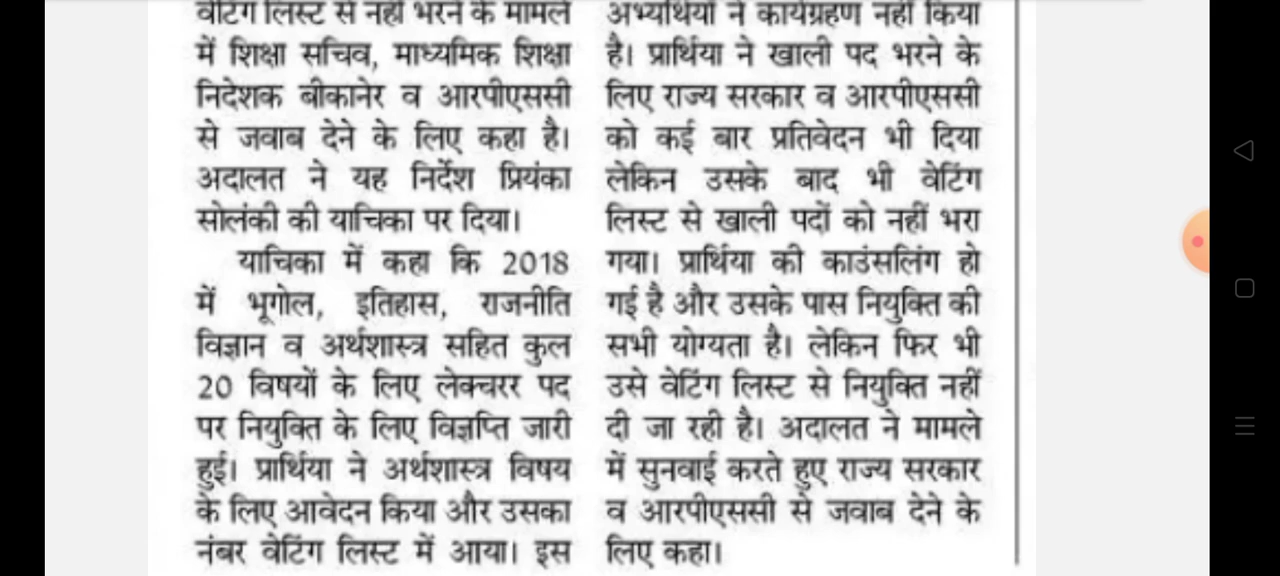 वेटिंग लिस्ट से नहीं भरने के मामले
में शिक्षा सचिव, माध्यमिक शिक्षा
निदेशक बीकानेर व आरपीएससी
से जवाब देने के लिए कहा है।
अदालत ने यह निर्देश प्रियंका
सोलंकी की याचिका पर दिया।
याचिका में कहा कि 2018
में भूगोल, इतिहास, राजनीति
विज्ञान व अर्थशास्त्र सहित कुल
20 विषयों के लिए लेक्चरर पद
पर नियुक्ति के लिए विज्ञप्ति जारी
हुई। प्रार्थिया ने अर्थशास्त्र विषय
के लिए आवेदन किया और उसका
नंबर वेटिंग लिस्ट में आया। इस
अभ्यर्थियों ने कार्यग्रहण नहीं किया
है। प्रार्थिया ने खाली पद भरने के
लिए राज्य सरकार व आरपीएससी
को कई बार प्रतिवेदन भी दिया
लेकिन उसके बाद भी वेटिंग
लिस्ट से खाली पदों को नहीं भरा
गया। प्रार्थिया की काउंसलिंग हो
गई है और उसके पास नियुक्ति की
सभी योग्यता है। लेकिन फिर भी
उसे वेटिंग लिस्ट से नियुक्ति नहीं
दी जा रही है। अदालत ने मामले
में सुनवाई करते हुए राज्य सरकार
व आरपीएससी से जवाब देने के
लिए कहा।